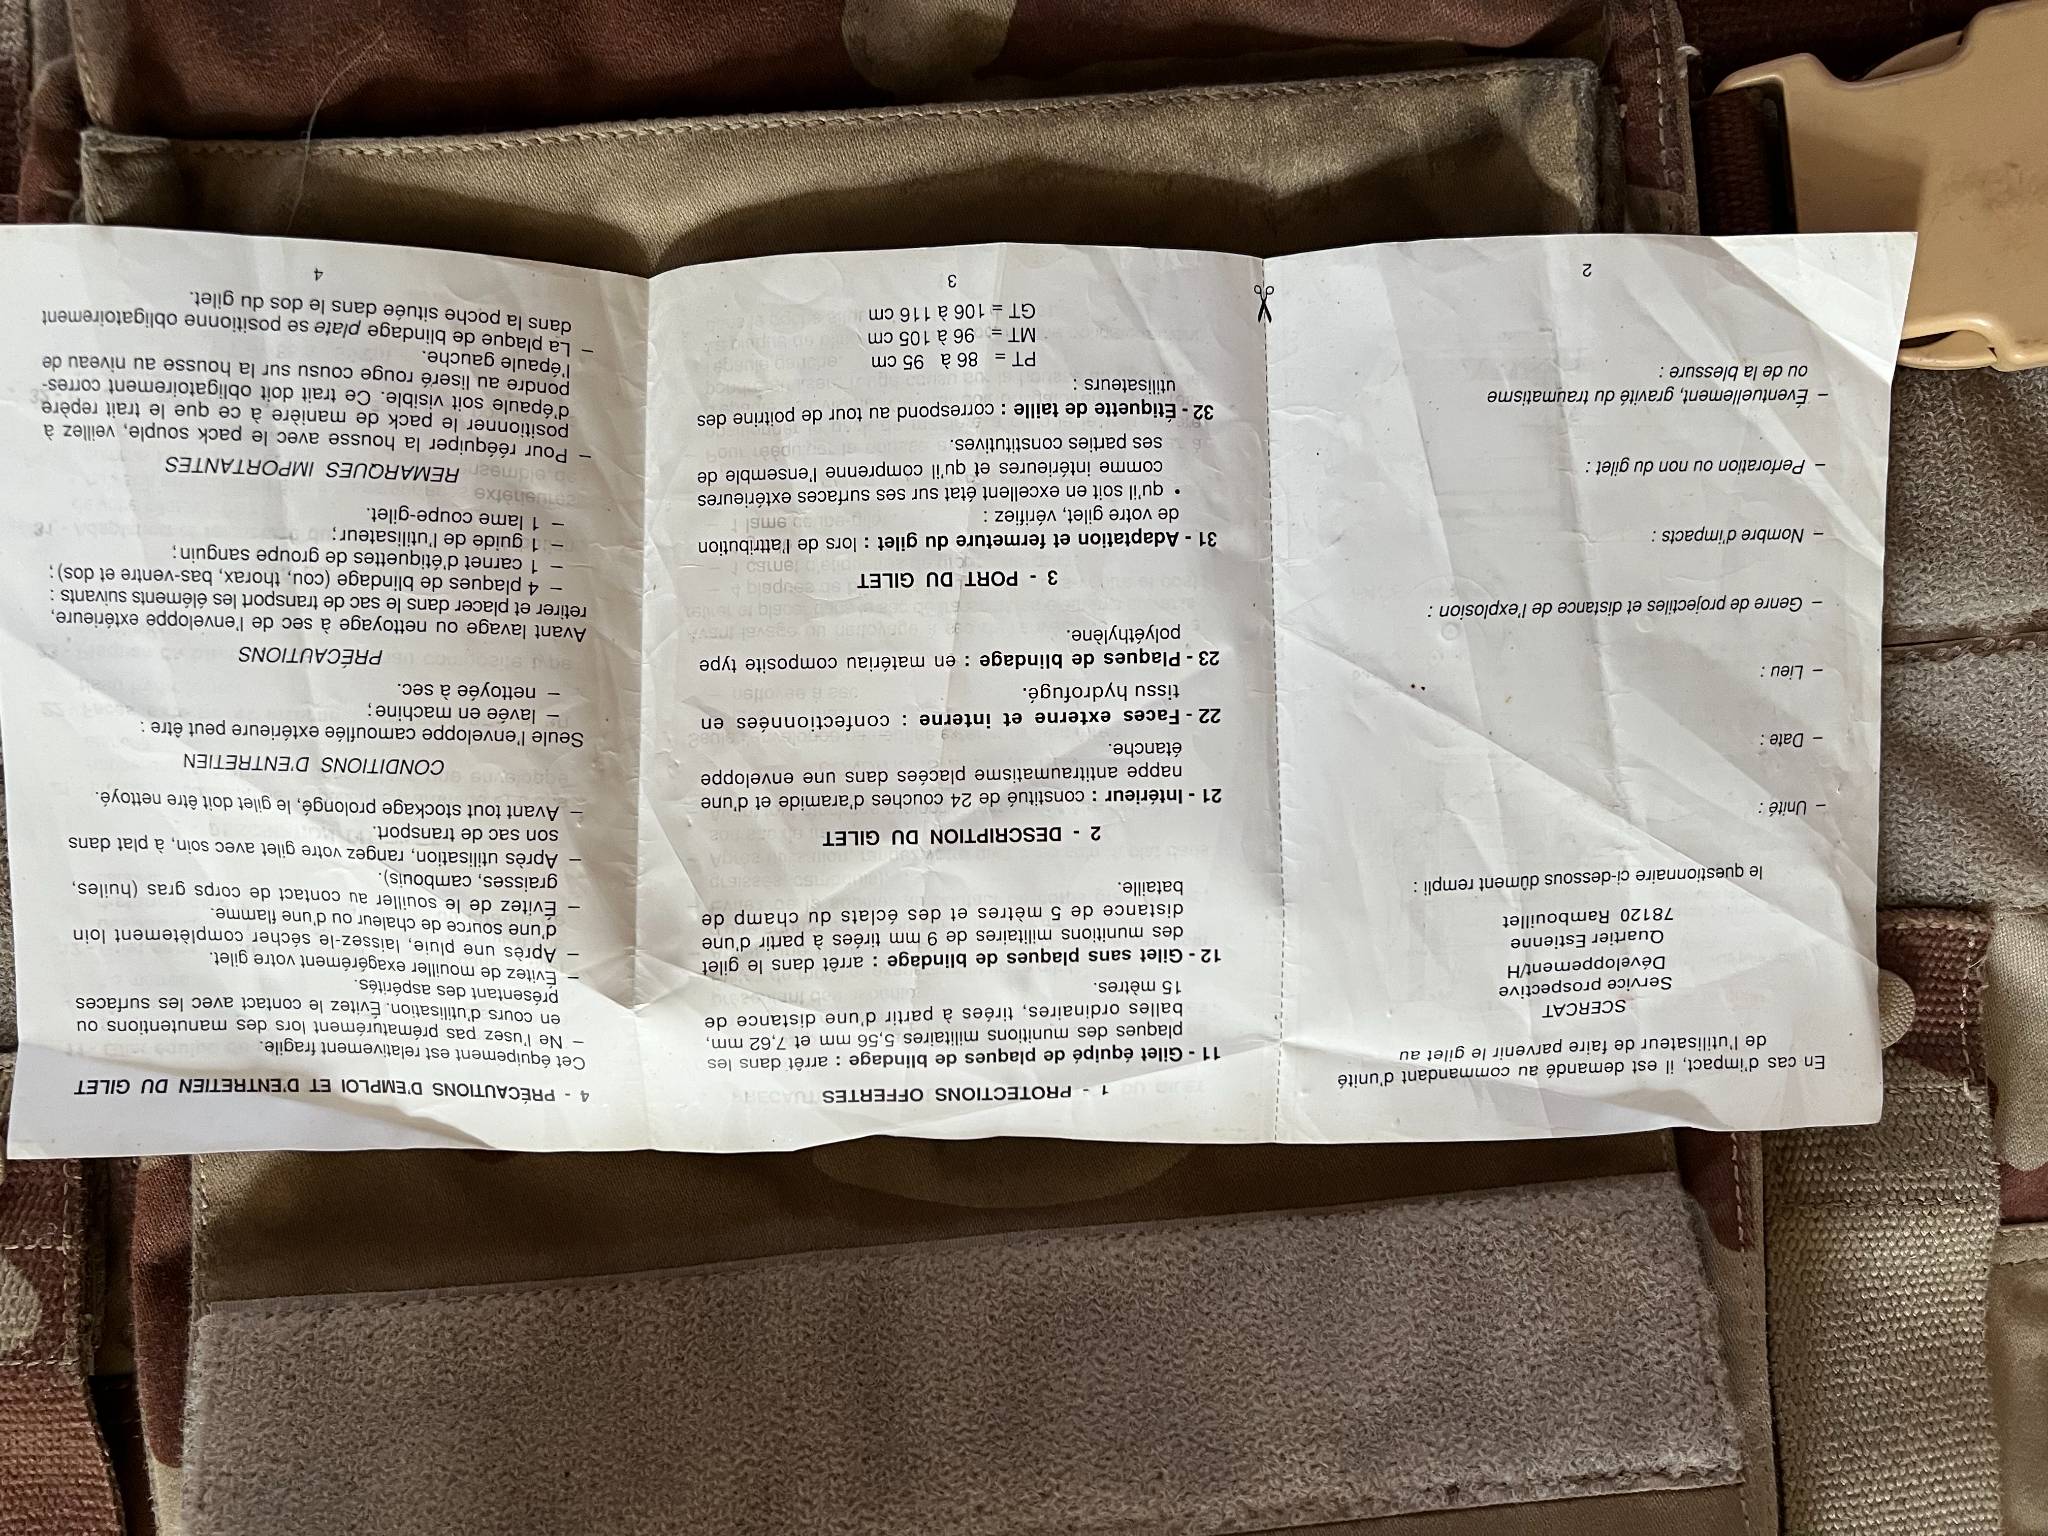 En cas d'impact, il est demandé au commandant d'unité
de l'utilisateur de faire parvenir le gilet au
SCERCAT
Service prospective
Développement/H
Quartier Estienne
78120 Rambouillet
le questionnaire ci-dessous dûment rempli :
– Unité :
– Date :
– Lieu :
– Genre de projectiles et distance de l'explosion :
– Nombre d'impacts :
– Perforation ou non du gilet :
– Éventuellement, gravité du traumatisme
ou de la blessure :
2
1 - PROTECTIONS OFFERTES
11 - Gilet équipé de plaques de blindage : arrêt dans les
plaques des munitions militaires 5,56 mm et 7,62 mm,
balles ordinaires, tirées à partir d'une distance de
15 mètres.
12 - Gilet sans plaques de blindage : arrêt dans le gilet
des munitions militaires de 9 mm tirées à partir d'une
distance de 5 mètres et des éclats du champ de
bataille.
2 - DESCRIPTION DU GILET
21 - Intérieur : constitué de 24 couches d'aramide et d'une
nappe antitraumatisme placées dans une enveloppe
étanche.
22 - Faces externe et interne : confectionnées en
tissu hydrofugé.
23 - Plaques de blindage : en matériau composite type
polyéthylène.
3 - PORT DU GILET
31 - Adaptation et fermeture du gilet : lors de l'attribution
de votre gilet, vérifiez :
• qu'il soit en excellent état sur ses surfaces extérieures
comme intérieures et qu'il comprenne l'ensemble de
ses parties constitutives.
32 - Étiquette de taille : correspond au tour de poitrine des
utilisateurs :
PT = 86 à 95 cm
MT = 96 à 105 cm
GT = 106 à 116 cm
3
4 - PRÉCAUTIONS D'EMPLOI ET D'ENTRETIEN DU GILET
Cet équipement est relativement fragile.
– Ne l'usez pas prématurément lors des manutentions ou
en cours d'utilisation. Évitez le contact avec les surfaces
présentant des aspérités.
– Évitez de mouiller exagérément votre gilet.
– Après une pluie, laissez-le sécher complètement loin
d'une source de chaleur ou d'une flamme.
– Évitez de le souiller au contact de corps gras (huiles,
graisses, cambouis).
– Après utilisation, rangez votre gilet avec soin, à plat dans
son sac de transport.
– Avant tout stockage prolongé, le gilet doit être nettoyé.
CONDITIONS D'ENTRETIEN
Seule l'enveloppe camouflée extérieure peut être :
– lavée en machine;
– nettoyée à sec.
PRÉCAUTIONS
Avant lavage ou nettoyage à sec de l'enveloppe extérieure,
retirer et placer dans le sac de transport les éléments suivants :
– 4 plaques de blindage (cou, thorax, bas-ventre et dos);
– 1 carnet d'étiquettes de groupe sanguin;
– 1 guide de l'utilisateur;
– 1 lame coupe-gilet.
REMARQUES IMPORTANTES
– Pour rééquiper la housse avec le pack souple, veillez à
positionner le pack de manière à ce que le trait repère
d'épaule soit visible. Ce trait doit obligatoirement corres-
pondre au liseré rouge cousu sur la housse au niveau de
l'épaule gauche.
– La plaque de blindage plate se positionne obligatoirement
dans la poche située dans le dos du gilet.
4